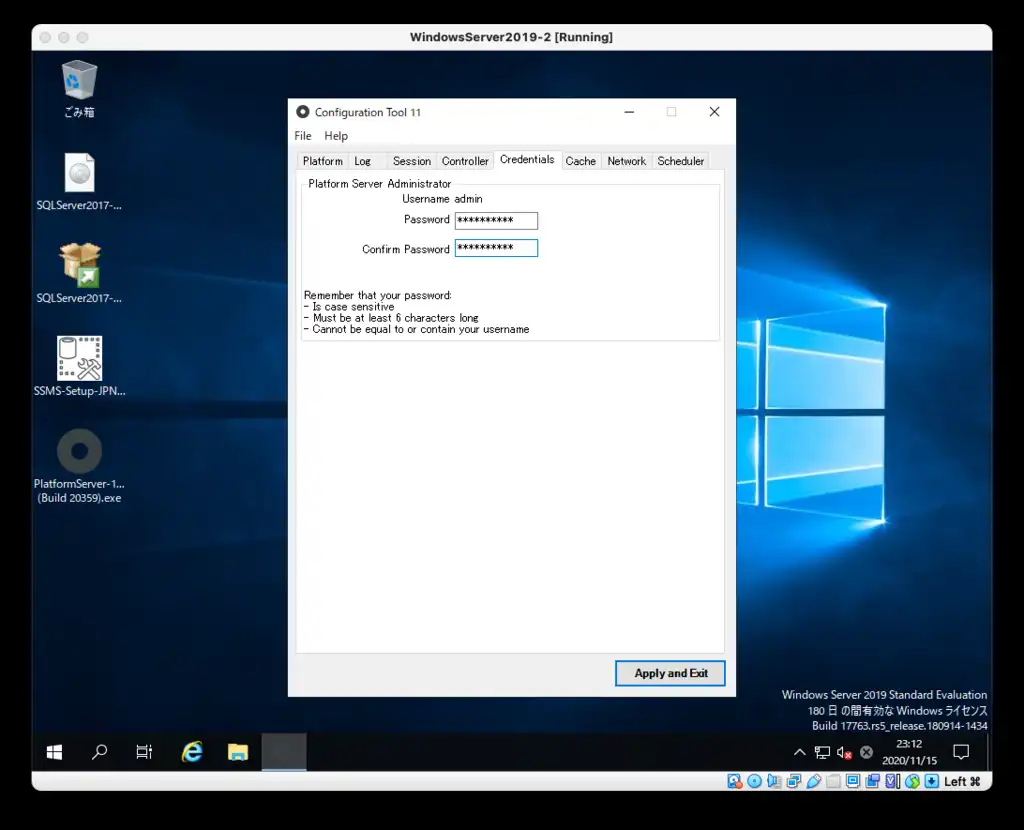 WindowsServer2019-2 [Running]
ごみ箱
SQLServer2017-...
SQLServer2017-...
SSMS-Setup-JPN...
PlatformServer-1...
(Build 20359).exe
Configuration Tool 11
File Help
Platform Log Session Controller Credentials Cache Network Scheduler
Platform Server Administrator
Username admin
Password **********
Confirm Password **********
Remember that your password:
- Is case sensitive
- Must be at least 6 characters long
- Cannot be equal to or contain your username
Apply and Exit
Windows Server 2019 Standard Evaluation
180 日 の間有効な Windows ライセンス
Build 17763.rs5_release.180914-1434
23:12
2020/11/15
Left ⌘